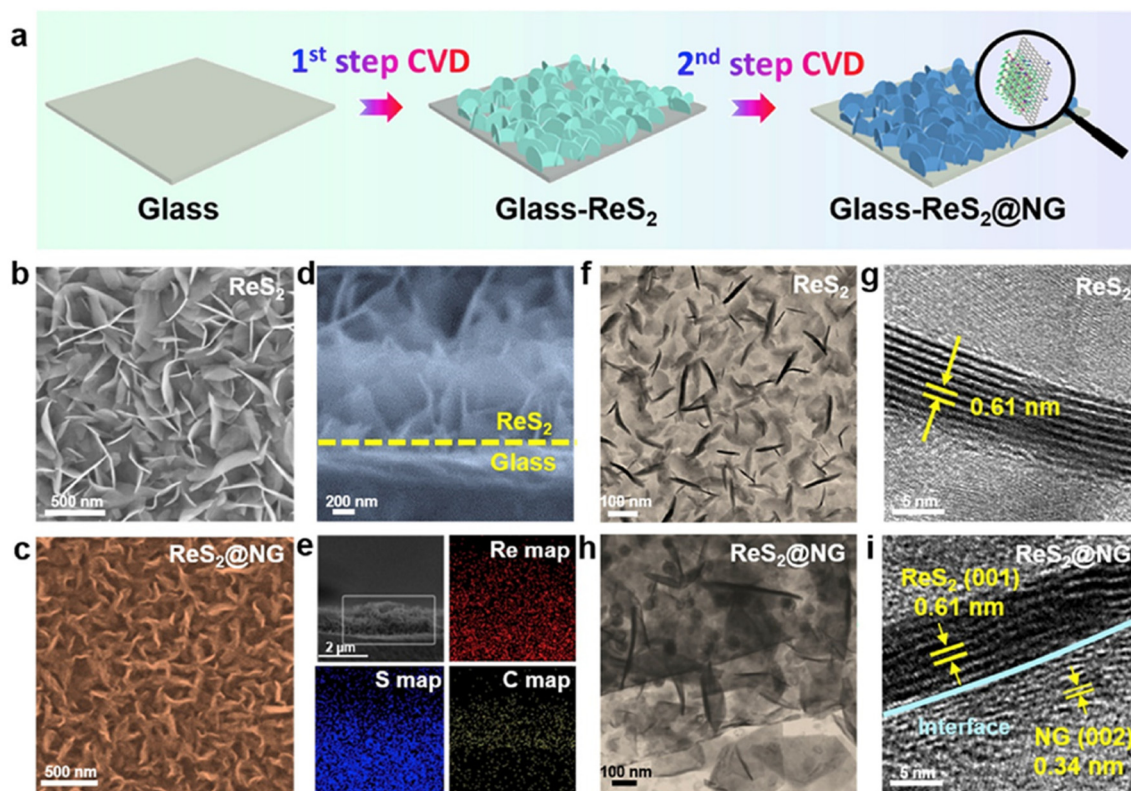 a
1st step CVD
2nd step CVD
Glass
Glass-ReS₂
Glass-ReS₂@NG
b
ReS₂
500 nm
d
ReS₂
Glass
200 nm
f
ReS₂
100 nm
g
ReS₂
0.61 nm
5 nm
c
ReS₂@NG
500 nm
e
Re map
2 μm
S map
C map
h
ReS₂@NG
100 nm
i
ReS₂@NG
ReS₂ (001)
0.61 nm
Interface
NG (002)
0.34 nm
5 nm